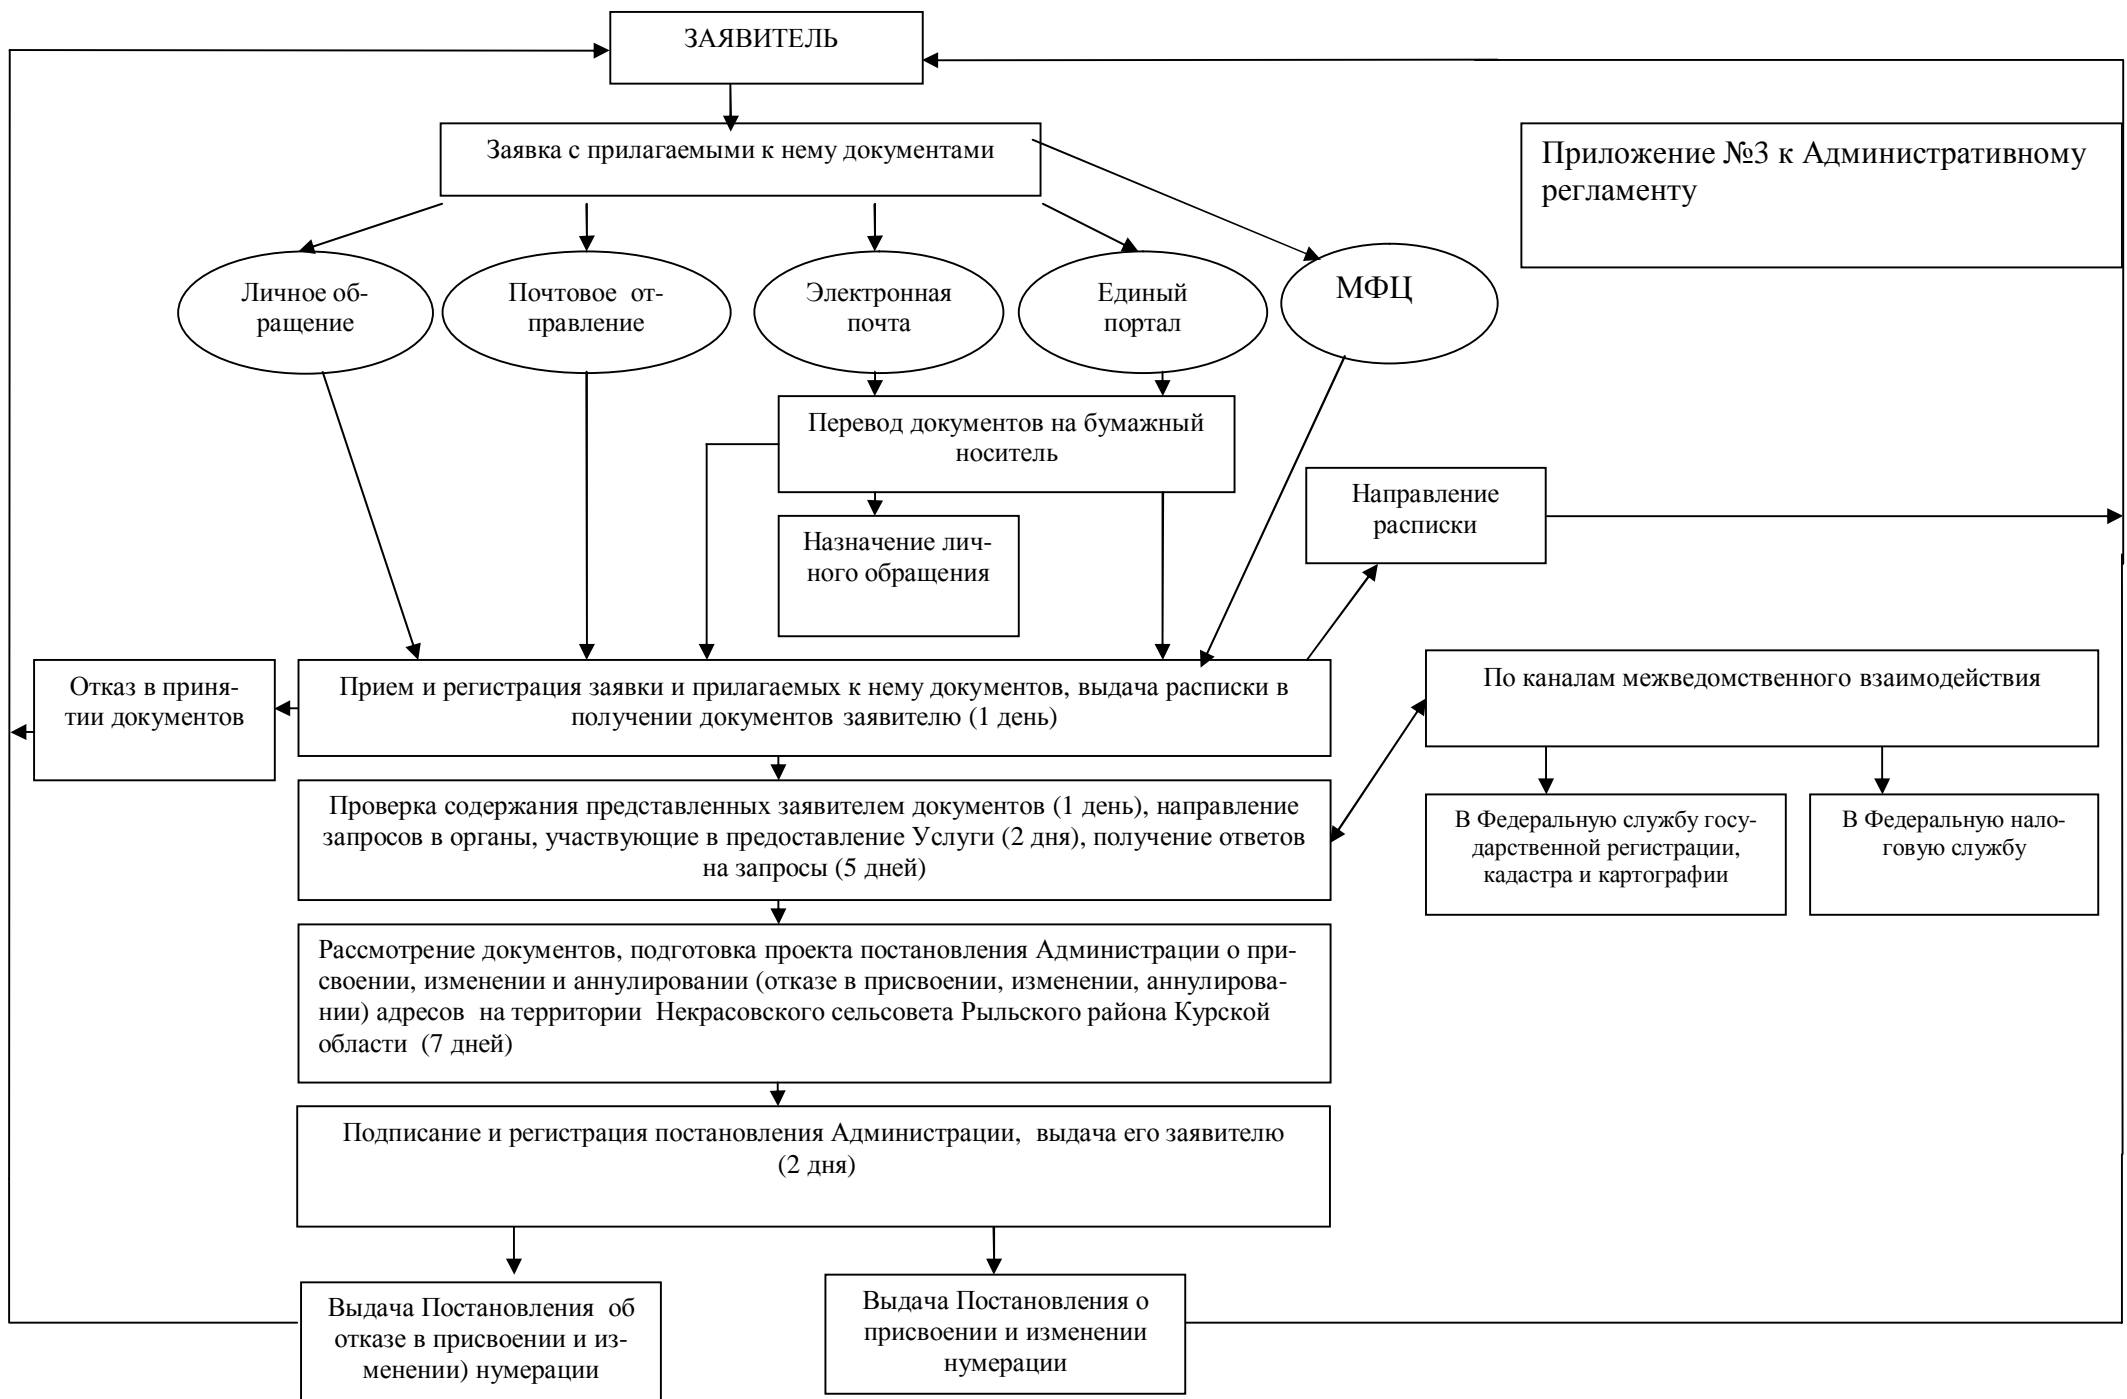 ЗАЯВИТЕЛЬ
Заявка с прилагаемыми к нему документами
Приложение №3 к Административному
регламенту
Личное об-
ращение
Почтовое от-
правление
Электронная
почта
Единый
портал
МФЦ
Перевод документов на бумажный
носитель
Направление
расписки
Назначение лич-
ного обращения
Отказ в приня-
тии документов
Прием и регистрация заявки и прилагаемых к нему документов, выдача расписки в
получении документов заявителю (1 день)
По каналам межведомственного взаимодействия
Проверка содержания представленных заявителем документов (1 день), направление
запросов в органы, участвующие в предоставление Услуги (2 дня), получение ответов
на запросы (5 дней)
В Федеральную службу госу-
дарственной регистрации,
кадастра и картографии
В Федеральную нало-
говую службу
Рассмотрение документов, подготовка проекта постановления Администрации о при-
своении, изменении и аннулировании (отказе в присвоении, изменении, аннулирова-
нии) адресов на территории Некрасовского сельсовета Рыльского района Курской
области (7 дней)
Подписание и регистрация постановления Администрации, выдача его заявителю
(2 дня)
Выдача Постановления об
отказе в присвоении и из-
менении) нумерации
Выдача Постановления о
присвоении и изменении
нумерации